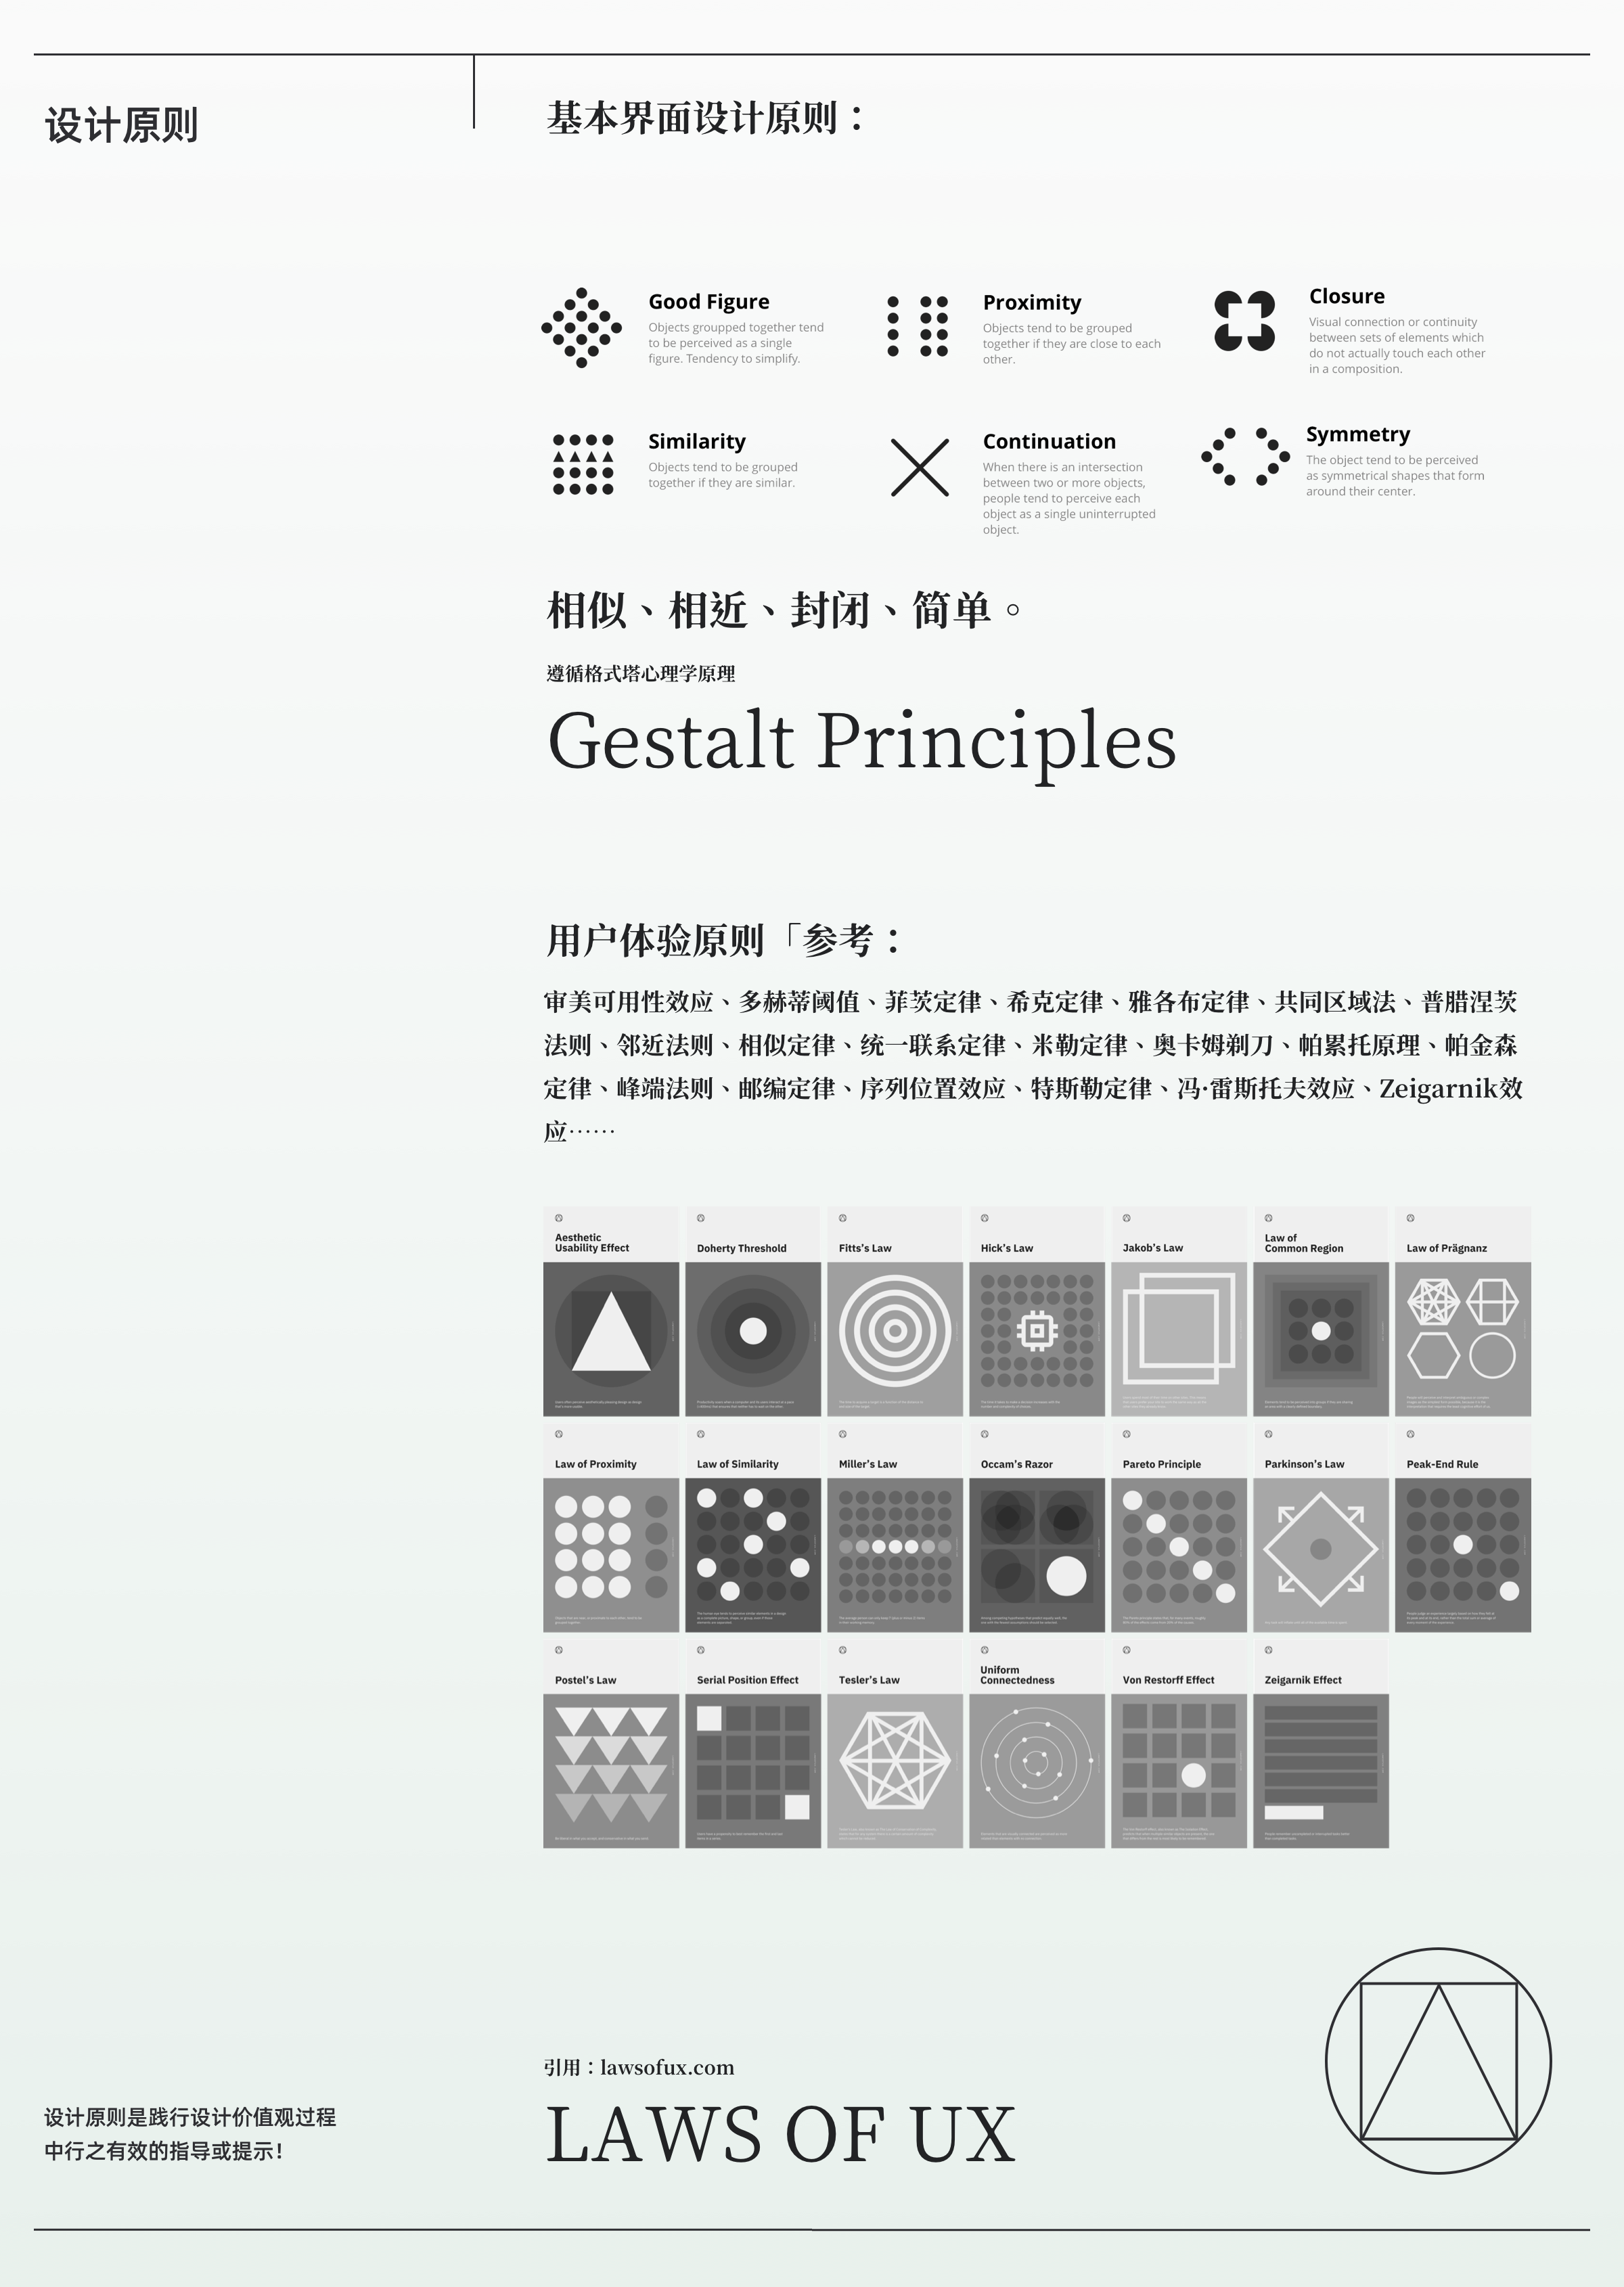 设计原则
基本界面设计原则：
Good Figure
Objects groupped together tend
to be perceived as a single
figure. Tendency to simplify.
Proximity
Objects tend to be grouped
together if they are close to each
other.
Closure
Visual connection or continuity
between sets of elements which
do not actually touch each other
in a composition.
Similarity
Objects tend to be grouped
together if they are similar.
Continuation
When there is an intersection
between two or more objects,
people tend to perceive each
object as a single uninterrupted
object.
Symmetry
The object tend to be perceived
as symmetrical shapes that form
around their center.
相似、相近、封闭、简单。
遵循格式塔心理学原理
Gestalt Principles
用户体验原则「参考：
审美可用性效应、多赫蒂阈值、菲茨定律、希克定律、雅各布定律、共同区域法、普腊涅茨
法则、邻近法则、相似定律、统一联系定律、米勒定律、奥卡姆剃刀、帕累托原理、帕金森
定律、峰端法则、邮编定律、序列位置效应、特斯勒定律、冯·雷斯托夫效应、Zeigarnik效
应······
Aesthetic
Usability Effect
Doherty Threshold
Fitts's Law
Hick's Law
Jakob's Law
Law of
Common Region
Law of Prägnanz
Law of Proximity
Law of Similarity
Miller's Law
Occam's Razor
Pareto Principle
Parkinson's Law
Peak-End Rule
Postel's Law
Serial Position Effect
Tesler's Law
Uniform
Connectedness
Von Restorff Effect
Zeigarnik Effect
引用：lawsofux.com
LAWS OF UX
设计原则是践行设计价值观过程
中行之有效的指导或提示！